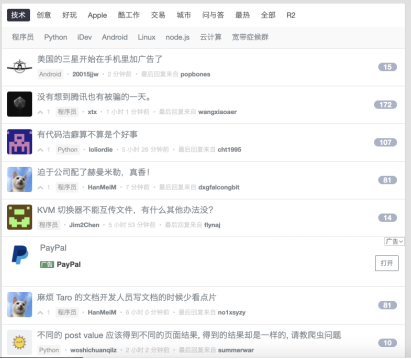 技术 创意 好玩 Apple 酷工作 交易 城市 问与答 最热 全部 R2
程序员 Python iDev Android Linux node.js 云计算 宽带症候群
美国的三星开始在手机里加广告了
Android • 20015jjw • 2 分钟前 • 最后回复来自 popbones
15
没有想到腾讯也有被骗的一天。
1 程序员 • xtx • 1 小时 1 分钟前 • 最后回复来自 wangxiaoaer
172
有代码洁癖算不算是个好事
1 Python • loliordie • 3 小时 25 分钟前 • 最后回复来自 cht1995
107
迫于公司配了赫曼米勒，真香！
1 程序员 • HanMeiM • 7 分钟前 • 最后回复来自 dxgfalcongbit
81
KVM 切换器不能互传文件，有什么其他办法没？
程序员 • Jim2Chen • 5 小时 53 分钟前 • 最后回复来自 flynaj
14
广告
PayPal
广告 PayPal
打开
麻烦 Taro 的文档开发人员写文档的时候少看点片
程序员 • HanMeiM • 6 小时 0 分钟前 • 最后回复来自 no1xsyzy
81
不同的 post value 应该得到不同的页面结果, 得到的结果却是一样的, 请教爬虫问题
Python • woshichuanqilz • 2 小时 2 分钟前 • 最后回复来自 summerwar
10